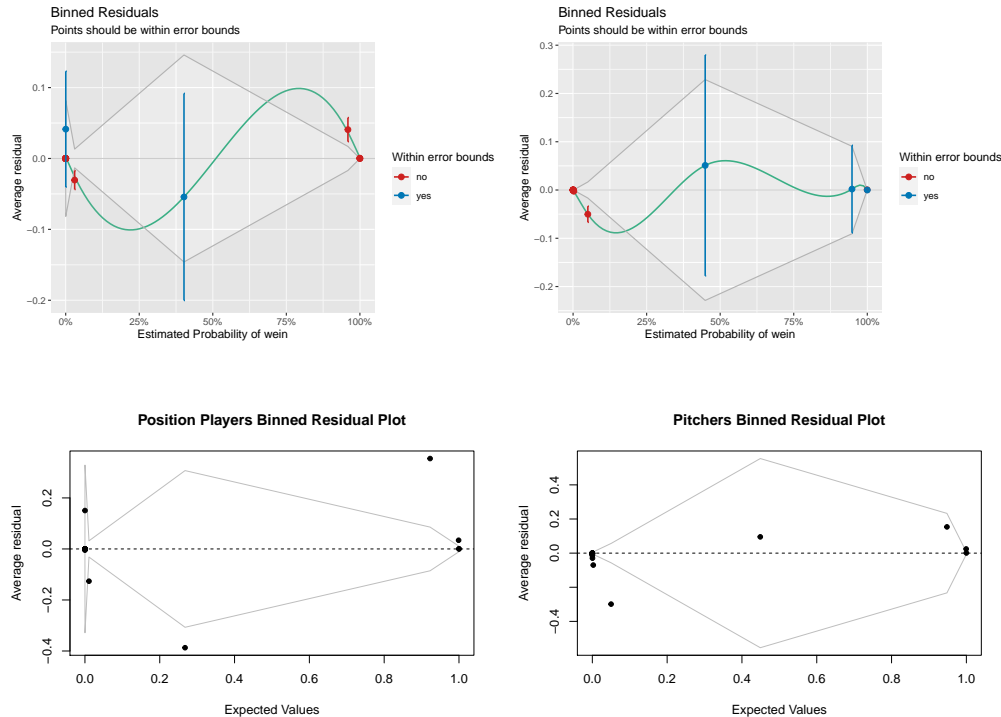 Binned Residuals
Points should be within error bounds
Average residual
0.1
0.0
−0.1
−0.2
0%
25%
50%
75%
100%
Estimated Probability of wein
Within error bounds
no
yes
Binned Residuals
Points should be within error bounds
Average residual
0.3
0.2
0.1
0.0
−0.1
−0.2
0%
25%
50%
75%
100%
Estimated Probability of wein
Within error bounds
no
yes
Position Players Binned Residual Plot
Average residual
0.2
0.0
−0.4
0.0
0.2
0.4
0.6
0.8
1.0
Expected Values
Pitchers Binned Residual Plot
Average residual
0.4
0.2
0.0
−0.4
0.0
0.2
0.4
0.6
0.8
1.0
Expected Values